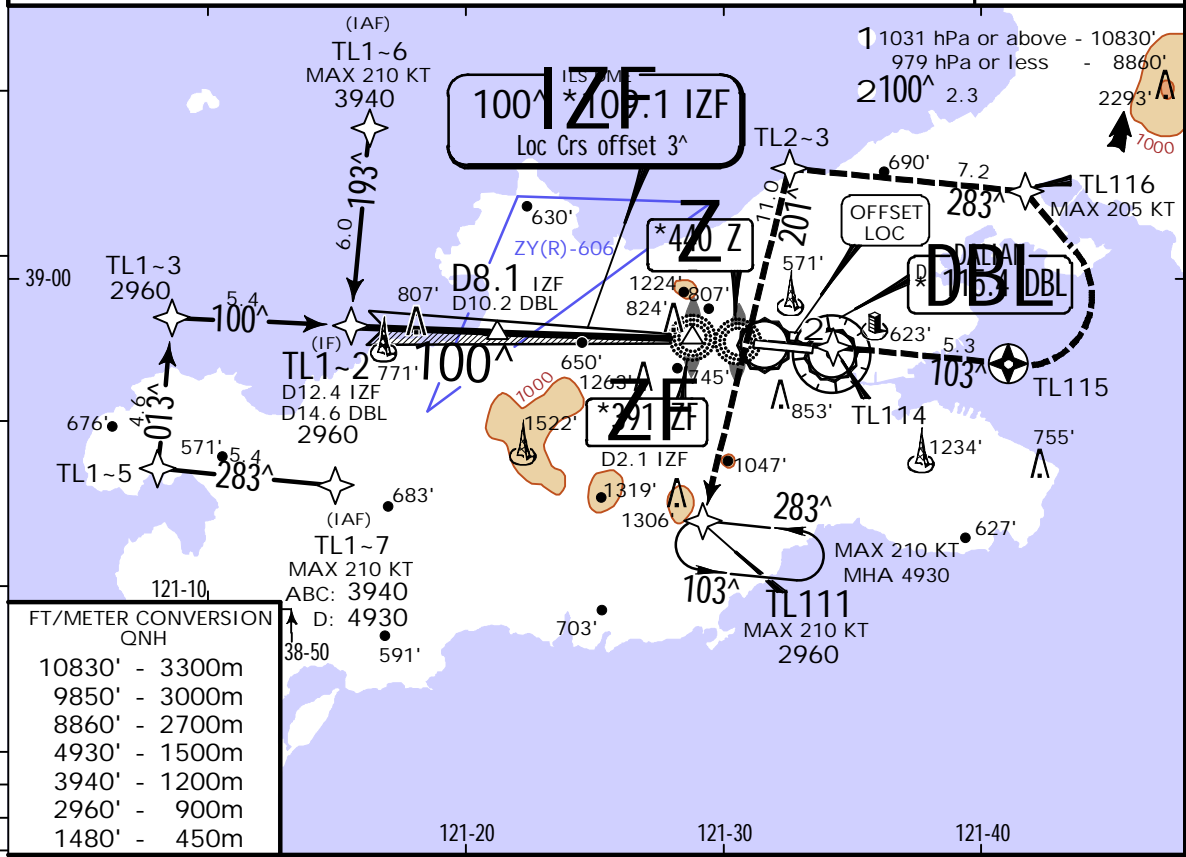 (IAF)
TL1~6
MAX 210 KT
3940
193^
6.0
ILS DME
IZF
100^ *109.1 IZF
Loc Crs offset 3^
1 1031 hPa or above - 10830'
979 hPa or less - 8860'
2 100^ 2.3
2293'
1000
TL2~3
690'
7.2
283^
TL116
MAX 205 KT
11.0
201^
OFFSET
LOC
630'
ZY(R)-606
Z
*440 Z
DALIAN
D
DBL
DBL
571'
623'
39-00
TL1~3
2960
5.4
100^
807'
D8.1 IZF
D10.2 DBL
1224'
824'
807'
5.3
103^
TL115
TL114
TL1~2
(IF)
D12.4 IZF
D14.6 DBL
2960
771'
100^
650'
745'
1263'
ZF
*391 ZF
D2.1 IZF
853'
1000
1522'
1234'
755'
4.6
013^
676'
571'
5.4
283^
TL1~5
683'
1319'
1306'
1047'
627'
(IAF)
TL1~7
MAX 210 KT
ABC: 3940
D: 4930
283^
103^
MAX 210 KT
MHA 4930
TL111
MAX 210 KT
2960
703'
591'
121-10
38-50
FT/METER CONVERSION
QNH
10830' - 3300m
9850' - 3000m
8860' - 2700m
4930' - 1500m
3940' - 1200m
2960' - 900m
1480' - 450m
121-20
121-30
121-40